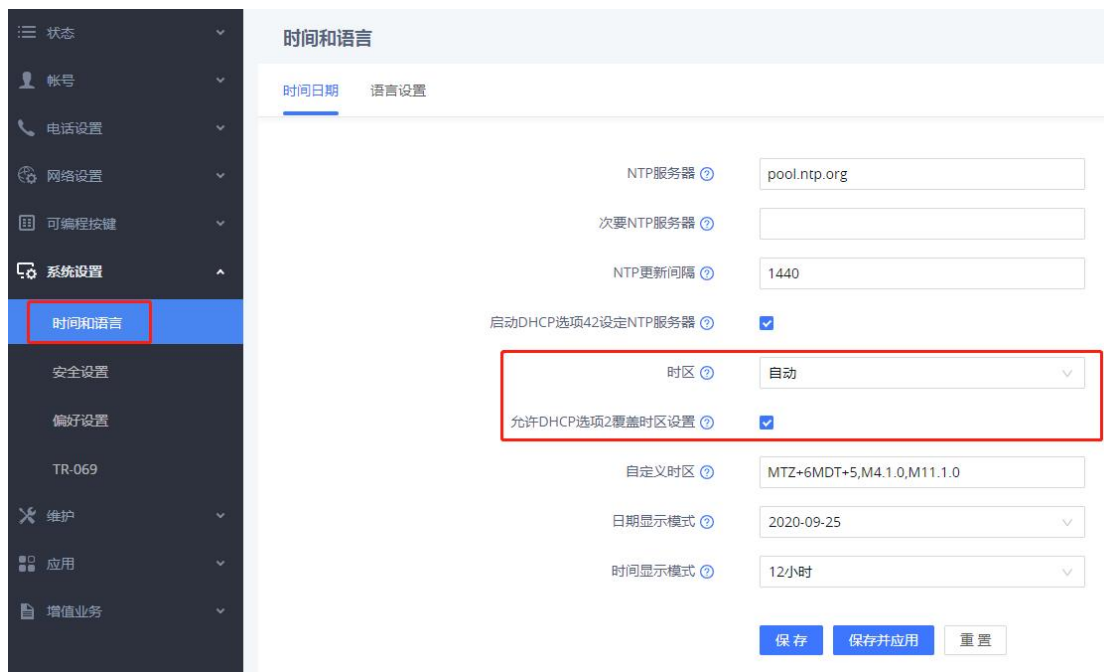 状态
帐号
电话设置
网络设置
可编程按键
系统设置
时间和语言
安全设置
偏好设置
TR-069
维护
应用
增值业务
时间和语言
时间日期 语言设置
NTP服务器 pool.ntp.org
次要NTP服务器
NTP更新间隔 1440
启动DHCP选项42设定NTP服务器
时区 自动
允许DHCP选项2覆盖时区设置
自定义时区 MTZ+6MDT+5,M4.1.0,M11.1.0
日期显示模式 2020-09-25
时间显示模式 12小时
保存 保存并应用 重置